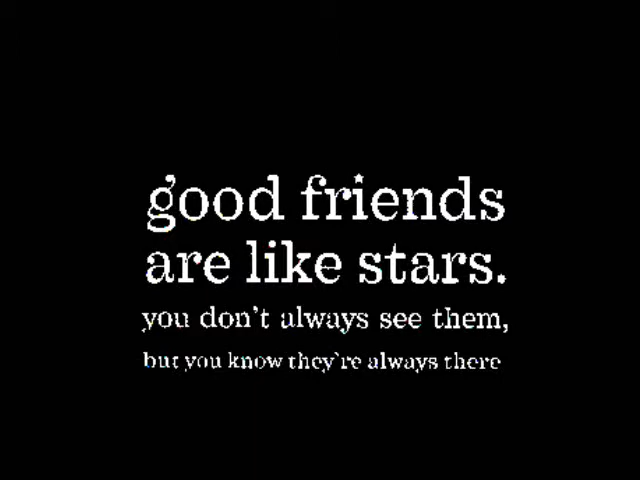 good friends
are like stars.
you don't always see them,
but you know they're always there